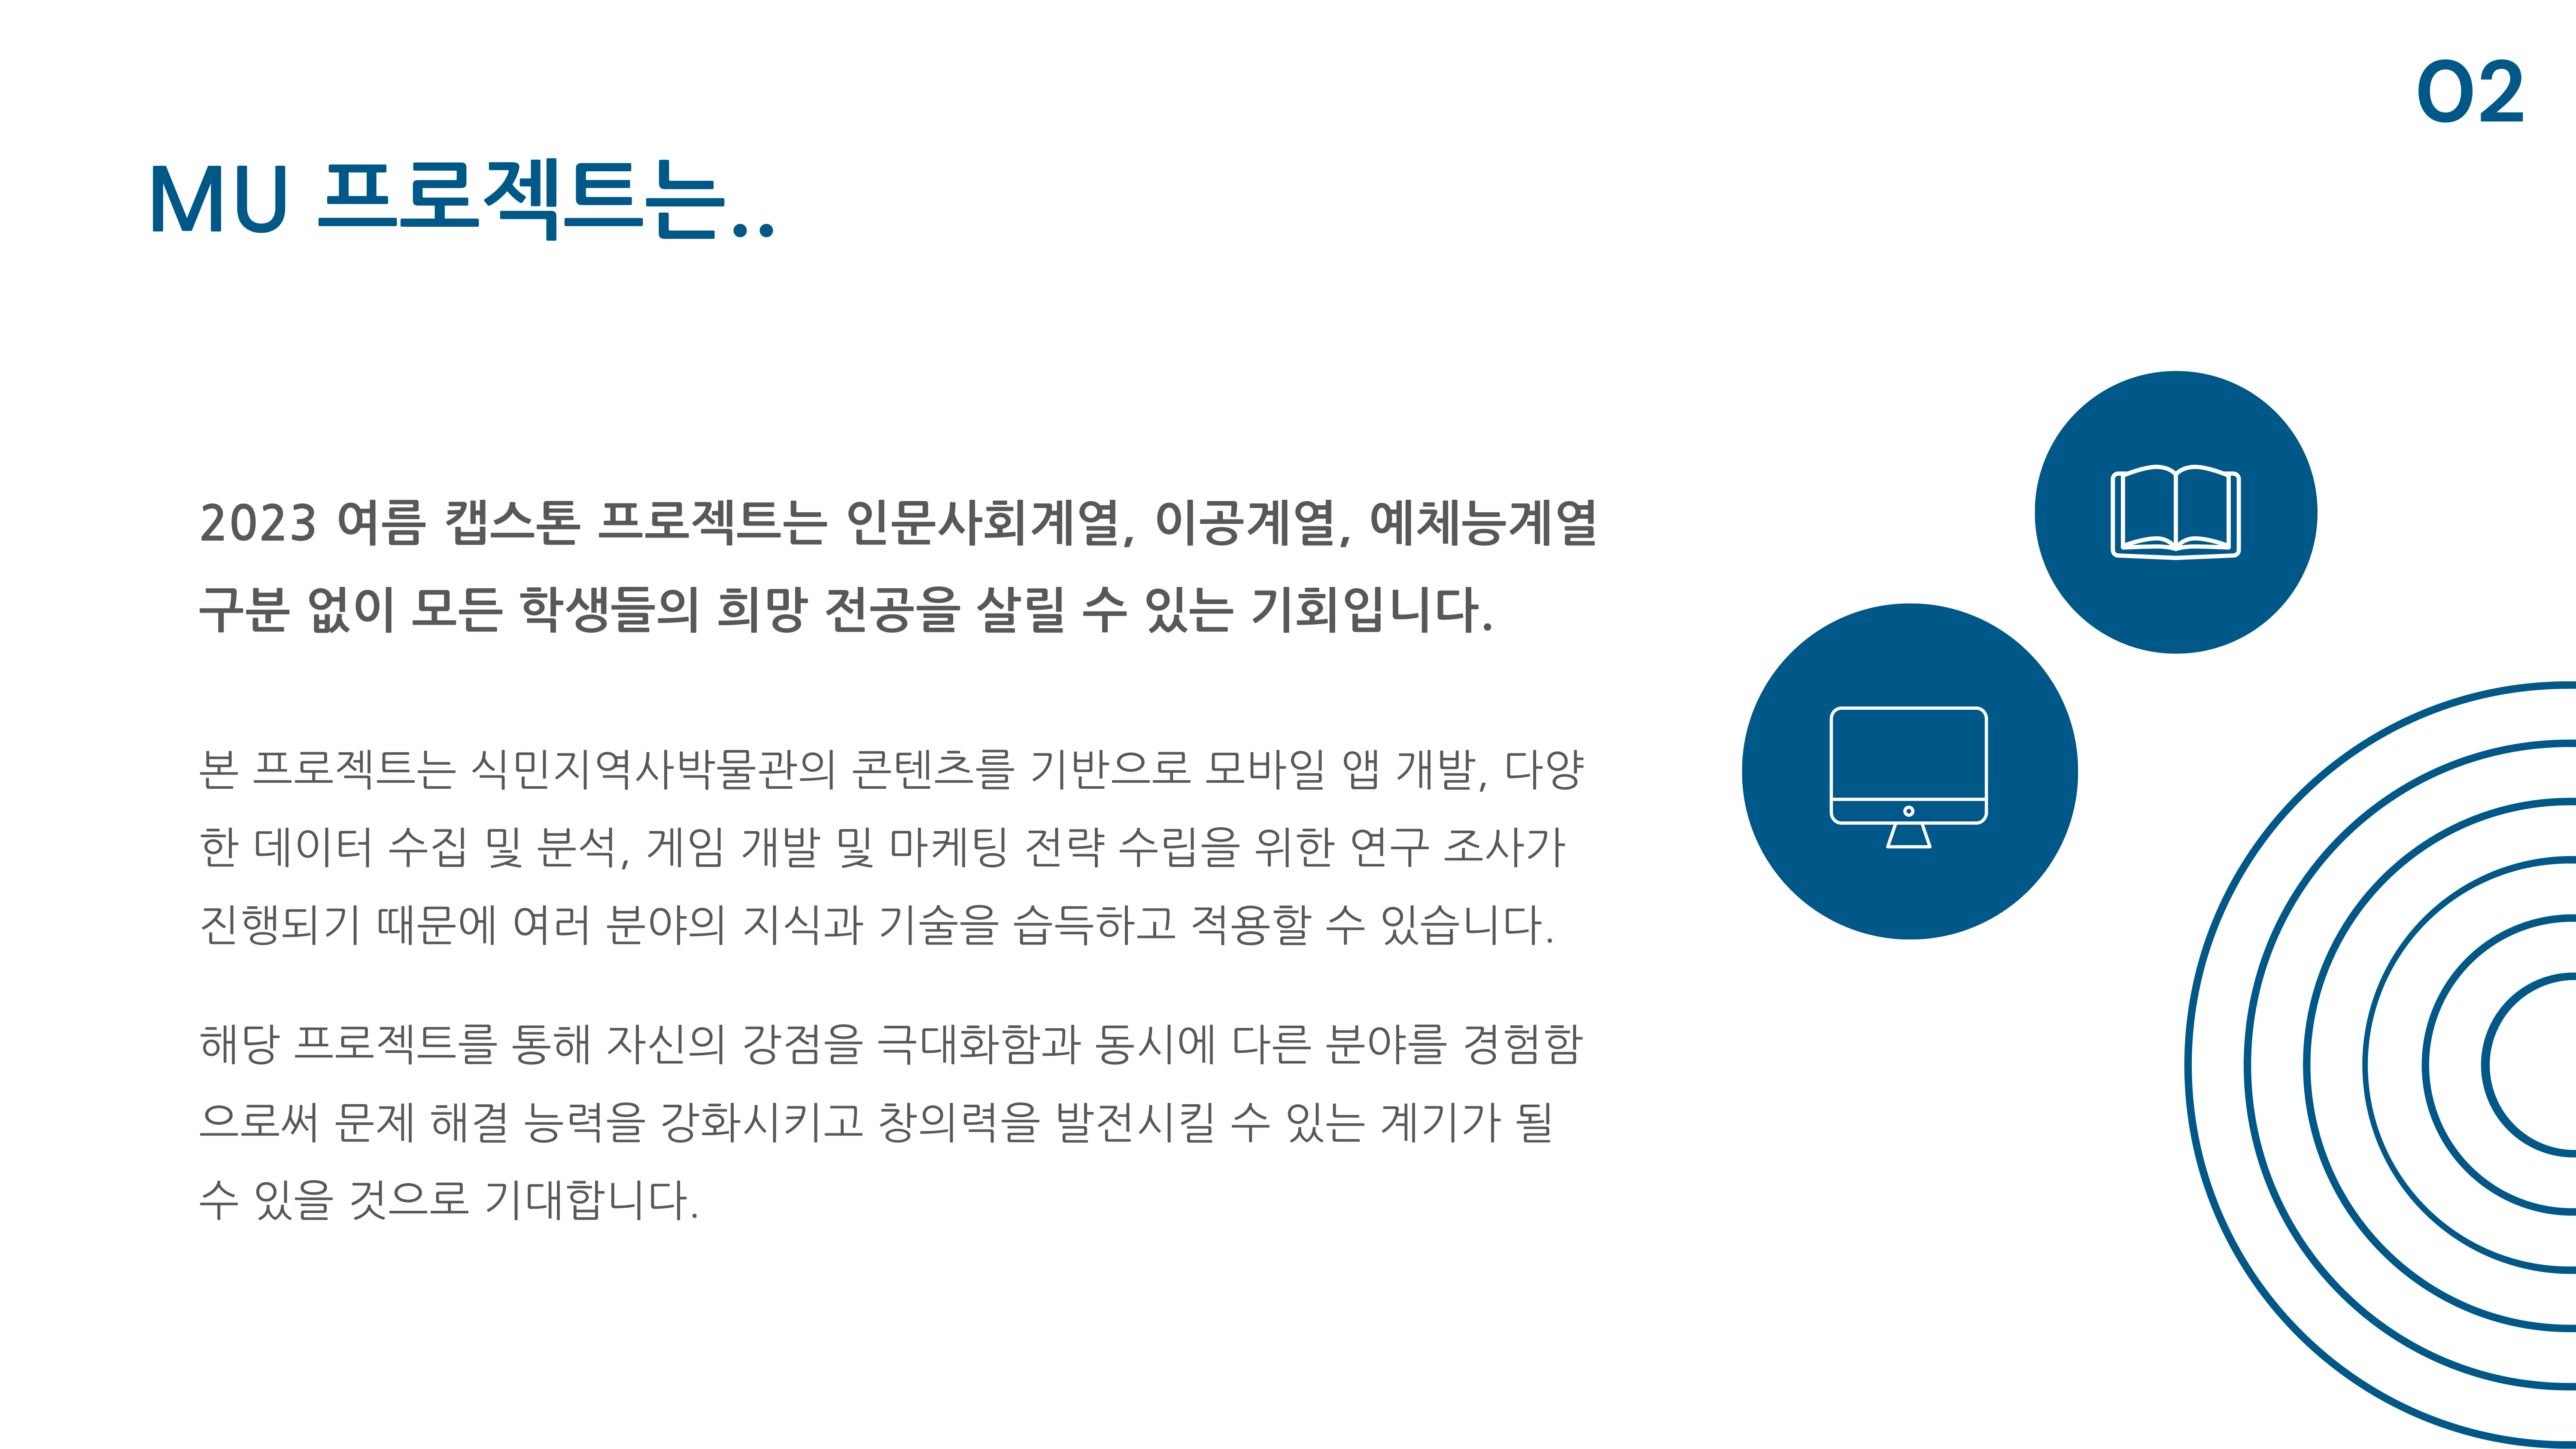 02
MU 프로젝트는..
2023 여름 캡스톤 프로젝트는 인문사회계열, 이공계열, 예체능계열
구분 없이 모든 학생들의 희망 전공을 살릴 수 있는 기회입니다.
본 프로젝트는 식민지역사박물관의 콘텐츠를 기반으로 모바일 앱 개발, 다양
한 데이터 수집 및 분석, 게임 개발 및 마케팅 전략 수립을 위한 연구 조사가
진행되기 때문에 여러 분야의 지식과 기술을 습득하고 적용할 수 있습니다.
해당 프로젝트를 통해 자신의 강점을 극대화함과 동시에 다른 분야를 경험함
으로써 문제 해결 능력을 강화시키고 창의력을 발전시킬 수 있는 계기가 될
수 있을 것으로 기대합니다.